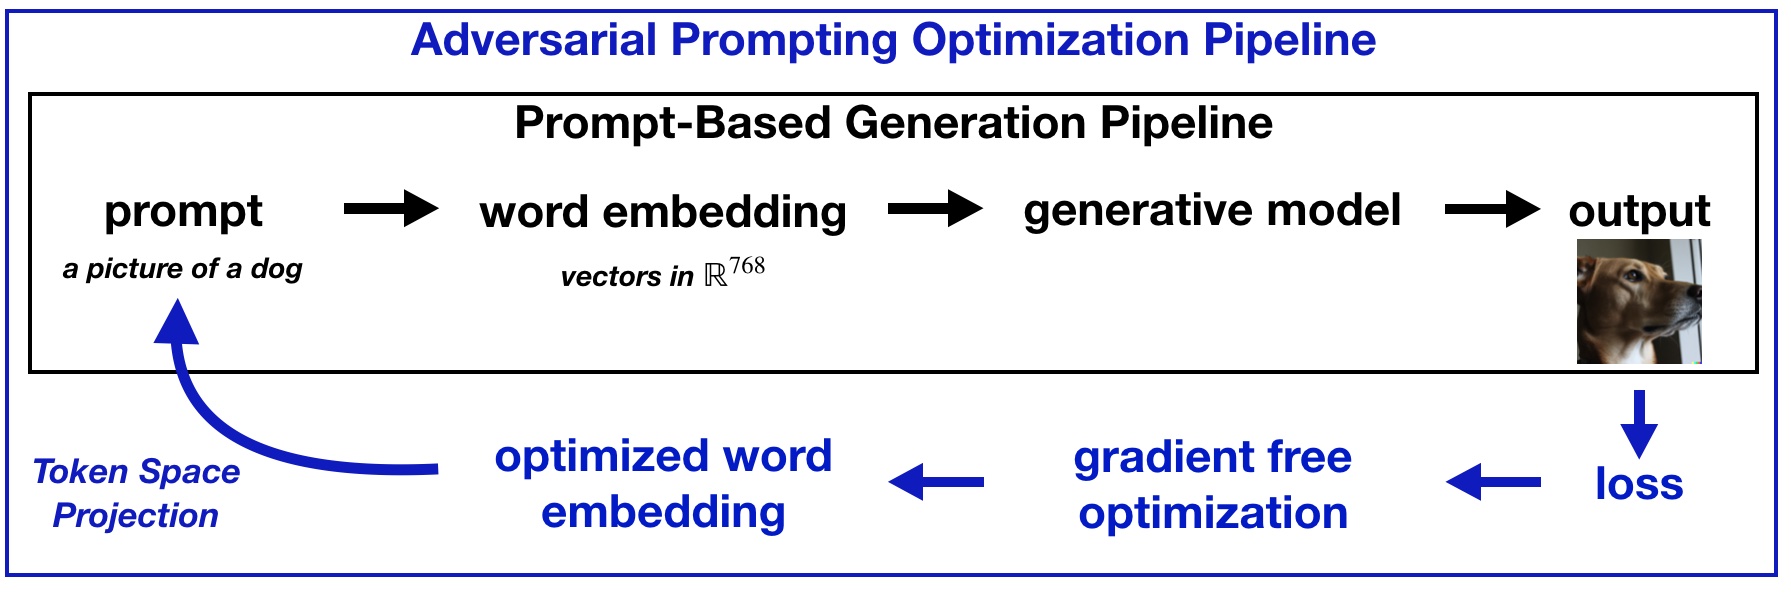 Adversarial Prompting Optimization Pipeline
Prompt-Based Generation Pipeline
prompt
a picture of a dog
word embedding
vectors in ℝ^768
generative model
output
loss
gradient free
optimization
optimized word
embedding
Token Space
Projection